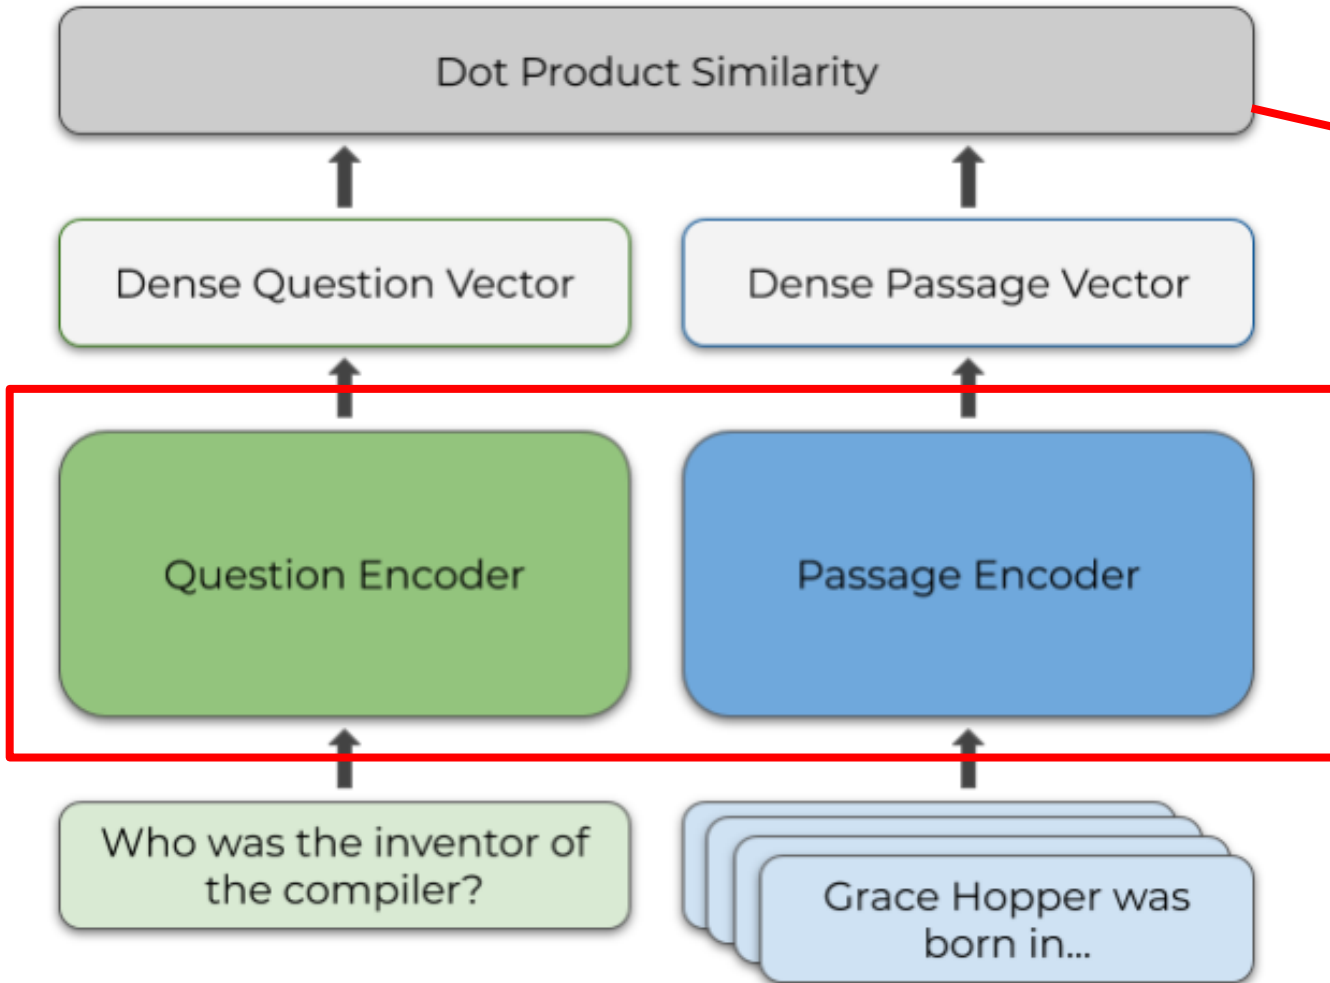 Dot Product Similarity
Dense Question Vector
Dense Passage Vector
Question Encoder
Passage Encoder
Who was the inventor of
the compiler?
Grace Hopper was
born in...